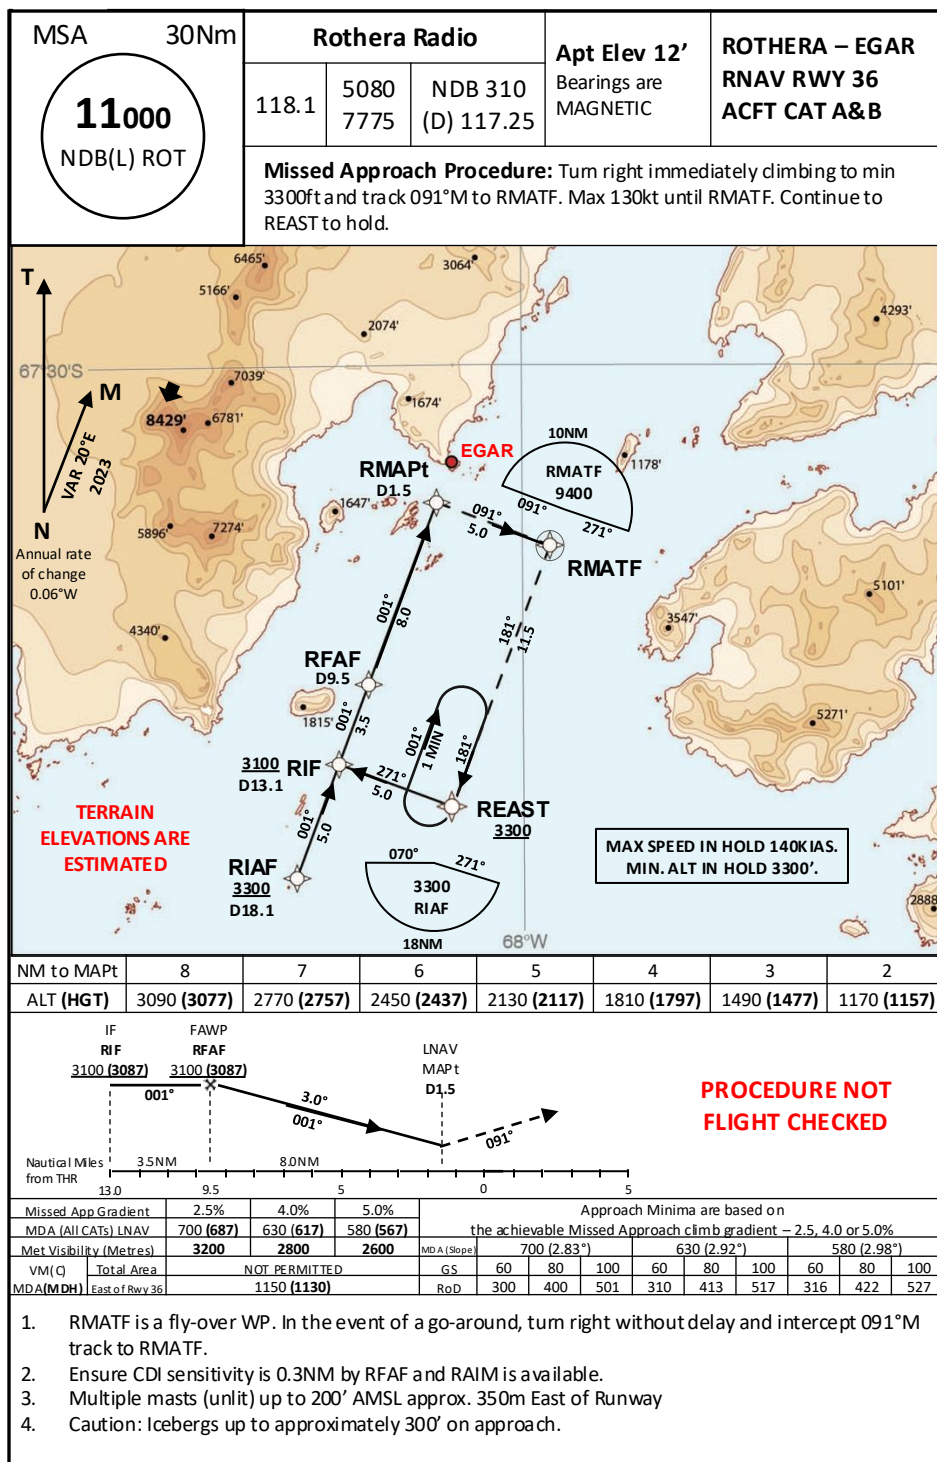 MSA 30Nm
11000
NDB(L) ROT
Rothera Radio
118.1
5080
7775
NDB 310
(D) 117.25
Apt Elev 12’
Bearings are
MAGNETIC
ROTHERA – EGAR
RNAV RWY 36
ACFT CAT A&B
Missed Approach Procedure: Turn right immediately climbing to min
3300ft and track 091°M to RMATF. Max 130kt until RMATF. Continue to
REAST to hold.
6465'
3064'
T
5166'
4293'
2074'
67°30'S
7039'
M
1674'
8429'
6781'
VAR 20°E
2023
EGAR
10NM
RMATF
9400
091°
271°
1178'
RMAPt
D1.5
1647'
091°
5.0
N
5896'
7274'
Annual rate
of change
0.06°W
RMATF
5101'
001°
8.0
181°
11.5
3547'
4340'
RFAF
D9.5
1815'
001°
3.5
5271'
001°
1 MIN
181°
3100 RIF
D13.1
271°
5.0
REAST
3300
TERRAIN
ELEVATIONS ARE
ESTIMATED
001°
5.0
MAX SPEED IN HOLD 140KIAS.
MIN. ALT IN HOLD 3300’.
RIAF
3300
D18.1
070°
271°
3300
RIAF
18NM
68°W
2888'
NM to MAPt 8 7 6 5 4 3 2
ALT (HGT) 3090 (3077) 2770 (2757) 2450 (2437) 2130 (2117) 1810 (1797) 1490 (1477) 1170 (1157)
IF
RIF
3100 (3087)
FAWP
RFAF
3100 (3087)
LNAV
MAPt
D1.5
001°
3.0°
001°
091°
PROCEDURE NOT
FLIGHT CHECKED
Nautical Miles
from THR
3.5NM 8.0NM
13.0 9.5 5 0 5
Missed App Gradient 2.5% 4.0% 5.0%
Approach Minima are based on
the achievable Missed Approach climb gradient – 2.5, 4.0 or 5.0%
MDA (All CATs) LNAV 700 (687) 630 (617) 580 (567)
Met Visibility (Metres) 3200 2800 2600 MDA (Slope) 700 (2.83°) 630 (2.92°) 580 (2.98°)
VM(C) Total Area NOT PERMITTED GS 60 80 100 60 80 100 60 80 100
MDA(MDH) East of Rwy 36 1150 (1130) RoD 300 400 501 310 413 517 316 422 527
1. RMATF is a fly-over WP. In the event of a go-around, turn right without delay and intercept 091°M
track to RMATF.
2. Ensure CDI sensitivity is 0.3NM by RFAF and RAIM is available.
3. Multiple masts (unlit) up to 200’ AMSL approx. 350m East of Runway
4. Caution: Icebergs up to approximately 300’ on approach.